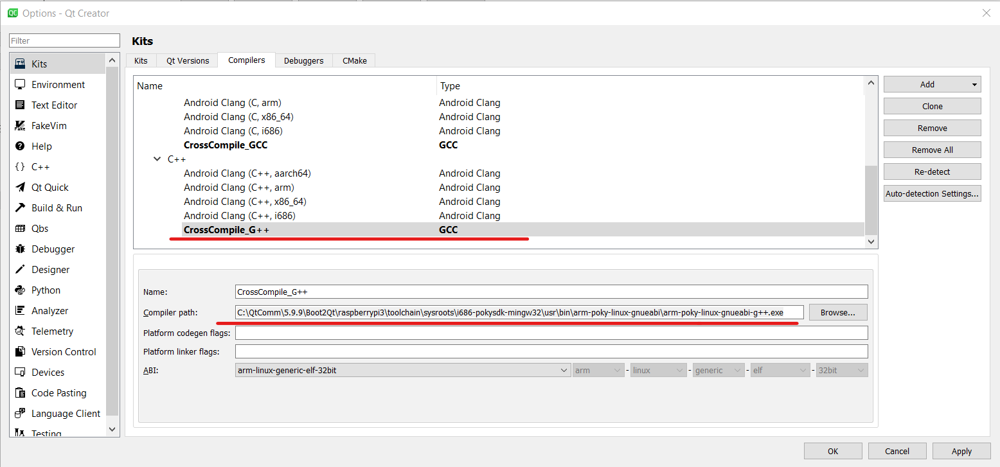 QC Options - Qt Creator
Filter
Kits
Environment
Text Editor
Fake FakeVim
Help
{} C++
Qt Quick
Build & Run
Qbs
Debugger
Designer
Python
Analyzer
Telemetry
Version Control
Devices
Code Pasting
Language Client
Testing
Kits
Kits Qt Versions Compilers Debuggers CMake
Name Type
Android Clang (C, arm) Android Clang
Android Clang (C, x86_64) Android Clang
Android Clang (C, i686) Android Clang
CrossCompile_GCC GCC
C++
Android Clang (C++, aarch64) Android Clang
Android Clang (C++, arm) Android Clang
Android Clang (C++, x86_64) Android Clang
Android Clang (C++, i686) Android Clang
CrossCompile_G++ GCC
Add
Clone
Remove
Remove All
Re-detect
Auto-detection Settings...
Name: CrossCompile_G++
Compiler path: C:\QtComm\5.9.9\Boot2Qt\raspberrypi3\toolchain\sysroots\i686-pokysdk-mingw32\usr\bin\arm-poky-linux-gnueabi\arm-poky-linux-gnueabi-g++.exe Browse...
Platform codegen flags:
Platform linker flags:
ABI: arm-linux-generic-elf-32bit arm - linux - generic - elf - 32bit
OK Cancel Apply